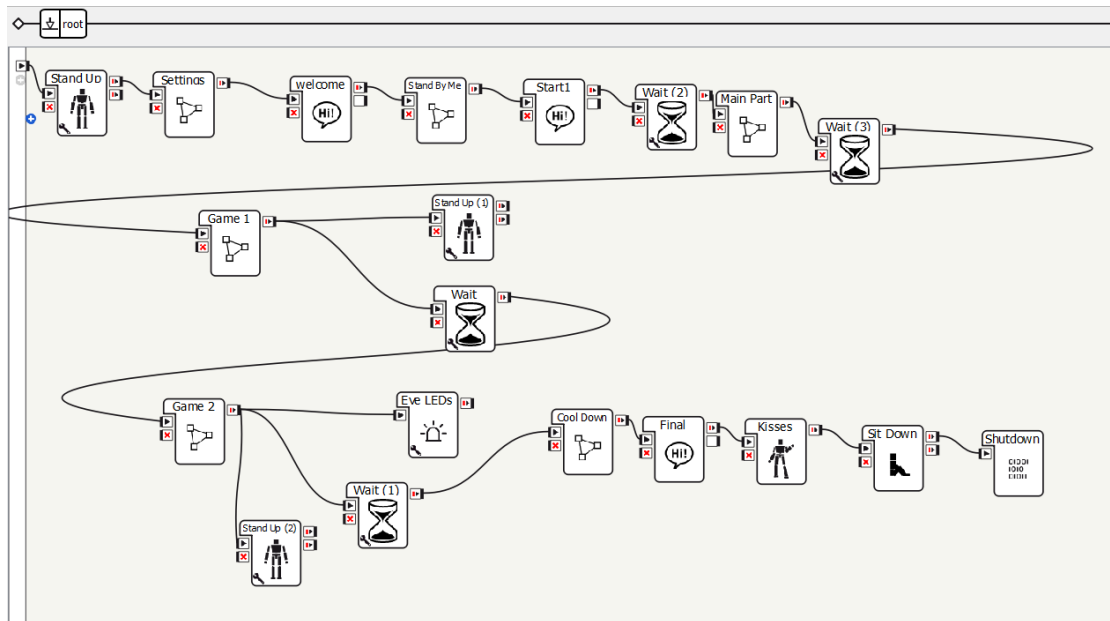 root
Stand Up
Settings
welcome
Hi!
Stand By Me
Start1
Hi!
Wait (2)
Main Part
Wait (3)
Game 1
Stand Up (1)
Wait
Game 2
Eye LEDs
Wait (1)
Stand Up (2)
Cool Down
Final
Hi!
Kisses
Sit Down
Shutdown